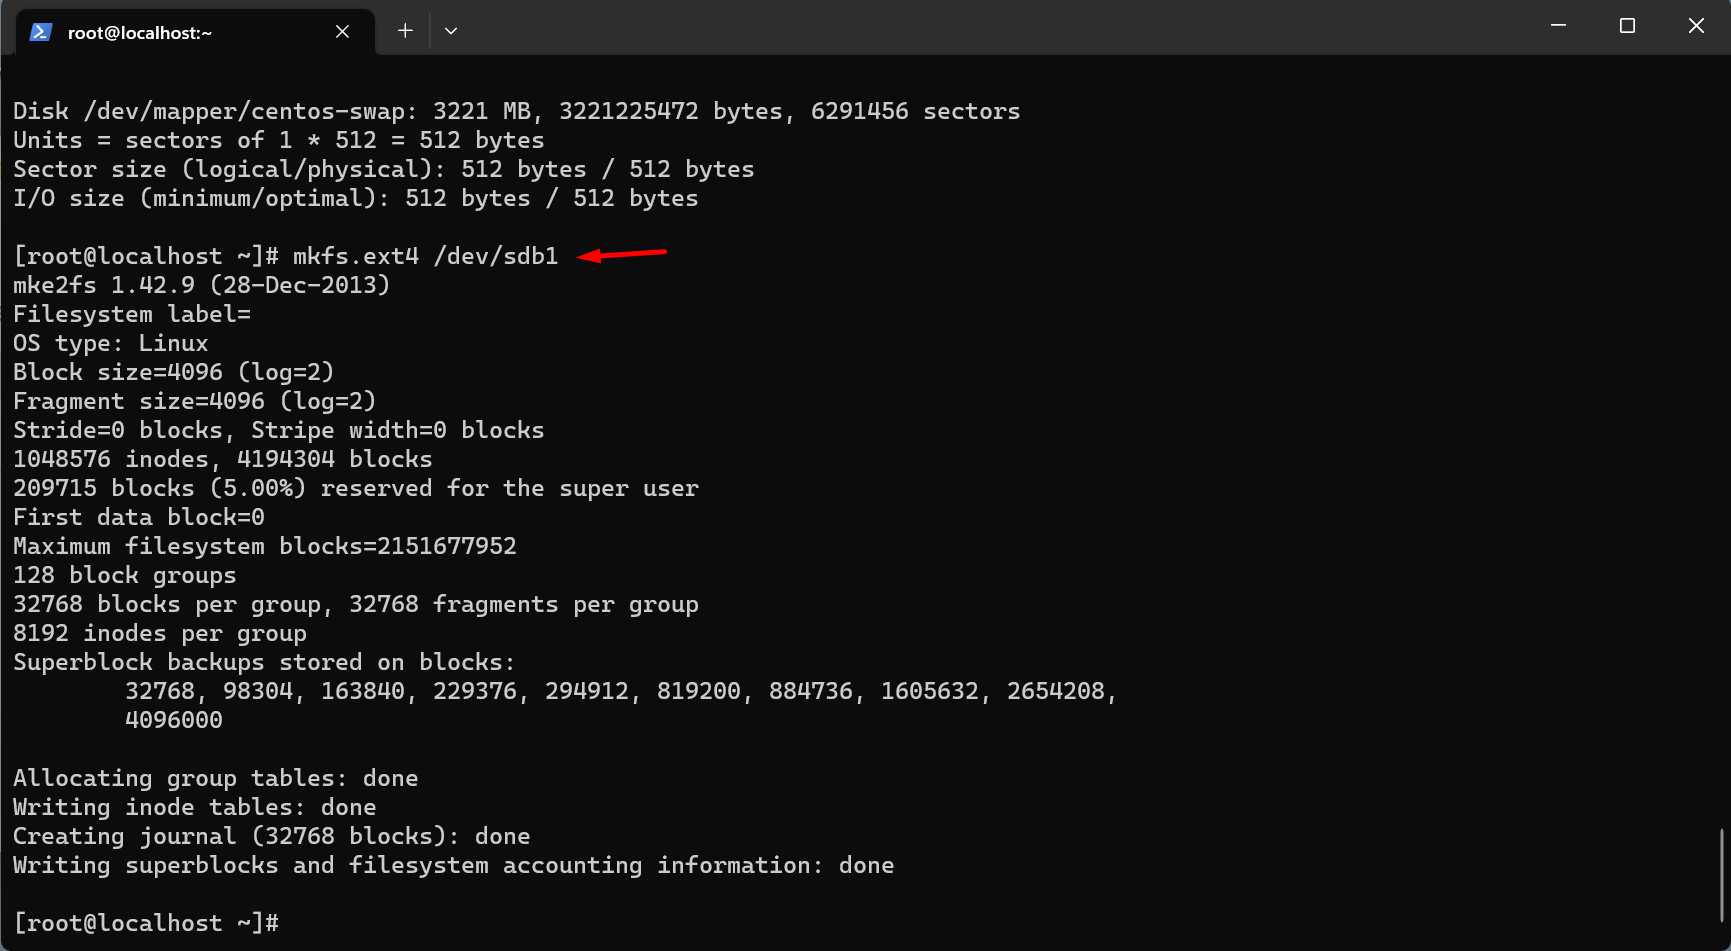 root@localhost:~
Disk /dev/mapper/centos-swap: 3221 MB, 3221225472 bytes, 6291456 sectors
Units = sectors of 1 * 512 = 512 bytes
Sector size (logical/physical): 512 bytes / 512 bytes
I/O size (minimum/optimal): 512 bytes / 512 bytes
[root@localhost ~]# mkfs.ext4 /dev/sdb1
mke2fs 1.42.9 (28-Dec-2013)
Filesystem label=
OS type: Linux
Block size=4096 (log=2)
Fragment size=4096 (log=2)
Stride=0 blocks, Stripe width=0 blocks
1048576 inodes, 4194304 blocks
209715 blocks (5.00%) reserved for the super user
First data block=0
Maximum filesystem blocks=2151677952
128 block groups
32768 blocks per group, 32768 fragments per group
8192 inodes per group
Superblock backups stored on blocks:
32768, 98304, 163840, 229376, 294912, 819200, 884736, 1605632, 2654208,
4096000
Allocating group tables: done
Writing inode tables: done
Creating journal (32768 blocks): done
Writing superblocks and filesystem accounting information: done
[root@localhost ~]#